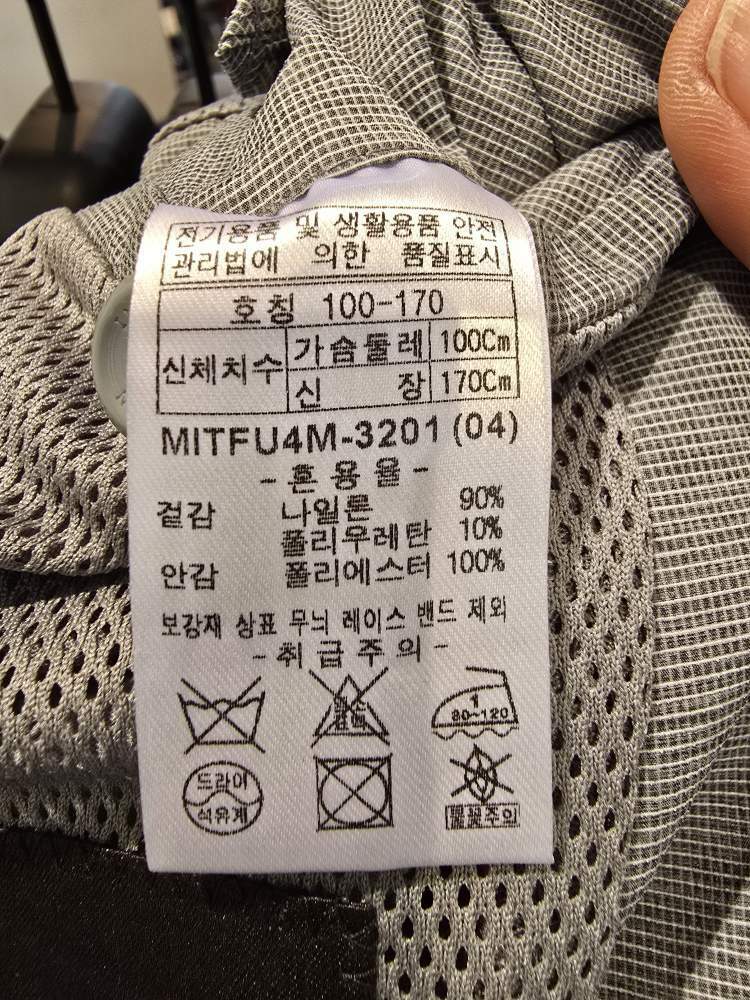 전기용품 및 생활용품 안전
관리법에 의한 품질표시
호칭 100-170
신체치수 가슴둘레 100Cm
신 장 170Cm
MITFU4M-3201 (04)
- 혼 용 율 -
겉감 나일론 90%
폴리우레탄 10%
안감 폴리에스터 100%
보강재 상표 무늬 레이스 밴드 제외
- 취 급 주 의 -
1
80-120
드라이
석유계
불꽃주의